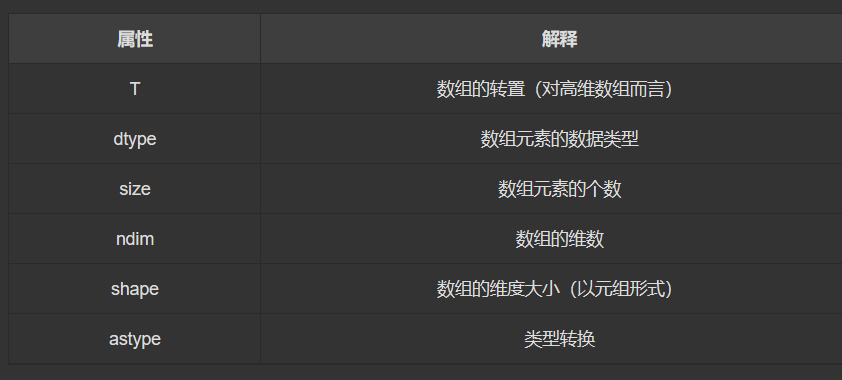 属性 解释
T 数组的转置（对高维数组而言）
dtype 数组元素的数据类型
size 数组元素的个数
ndim 数组的维数
shape 数组的维度大小（以元组形式）
astype 类型转换